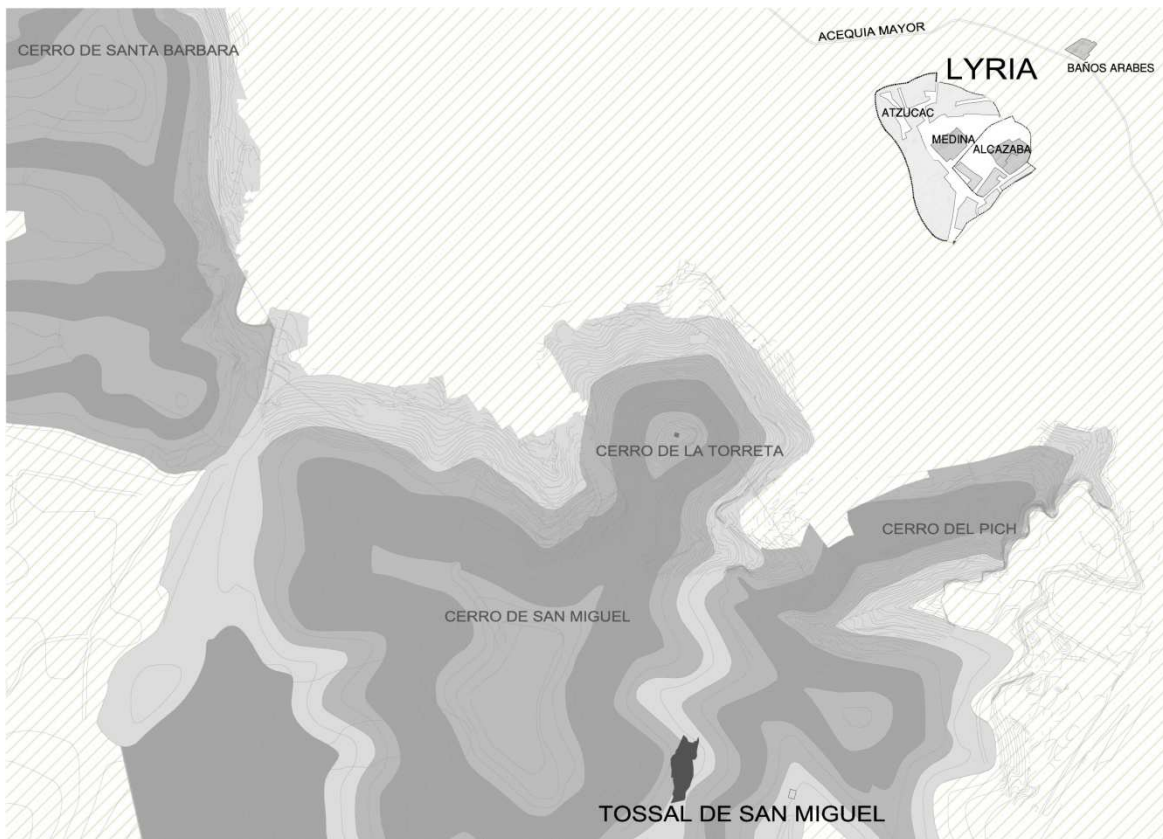 ACEQUIA MAYOR
CERRO DE SANTA BARBARA
LYRIA
BAÑOS ARABES
ATZUCAC
MEDINA
ALCAZABA
CERRO DE LA TORRETA
CERRO DEL PICH
CERRO DE SAN MIGUEL
TOSSAL DE SAN MIGUEL